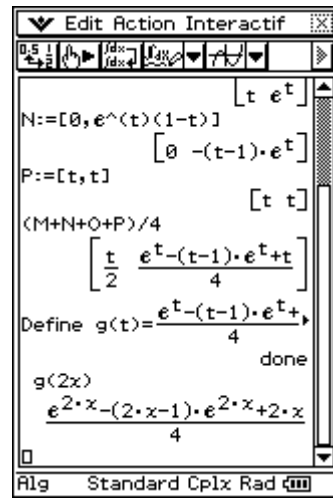 Edit Action Interactif
[t e^t]
N:=[0,e^(t)(1-t)]
[0 -(t-1)·e^t]
P:=[t,t]
[t t]
(M+N+O+P)/4
[t/2 (e^t-(t-1)·e^t+t)/4]
Define g(t)=(e^t-(t-1)·e^t+▸)/4
done
g(2x)
(e^(2·x)-(2·x-1)·e^(2·x)+2·x)/4
Alg Standard Cplx Rad